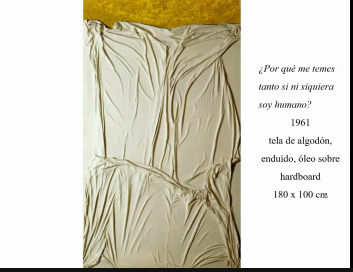 ¿Por qué me temes
tanto si ni siquiera
soy humano?
1961
tela de algodón,
enduido, óleo sobre
hardboard
180 x 100 cm